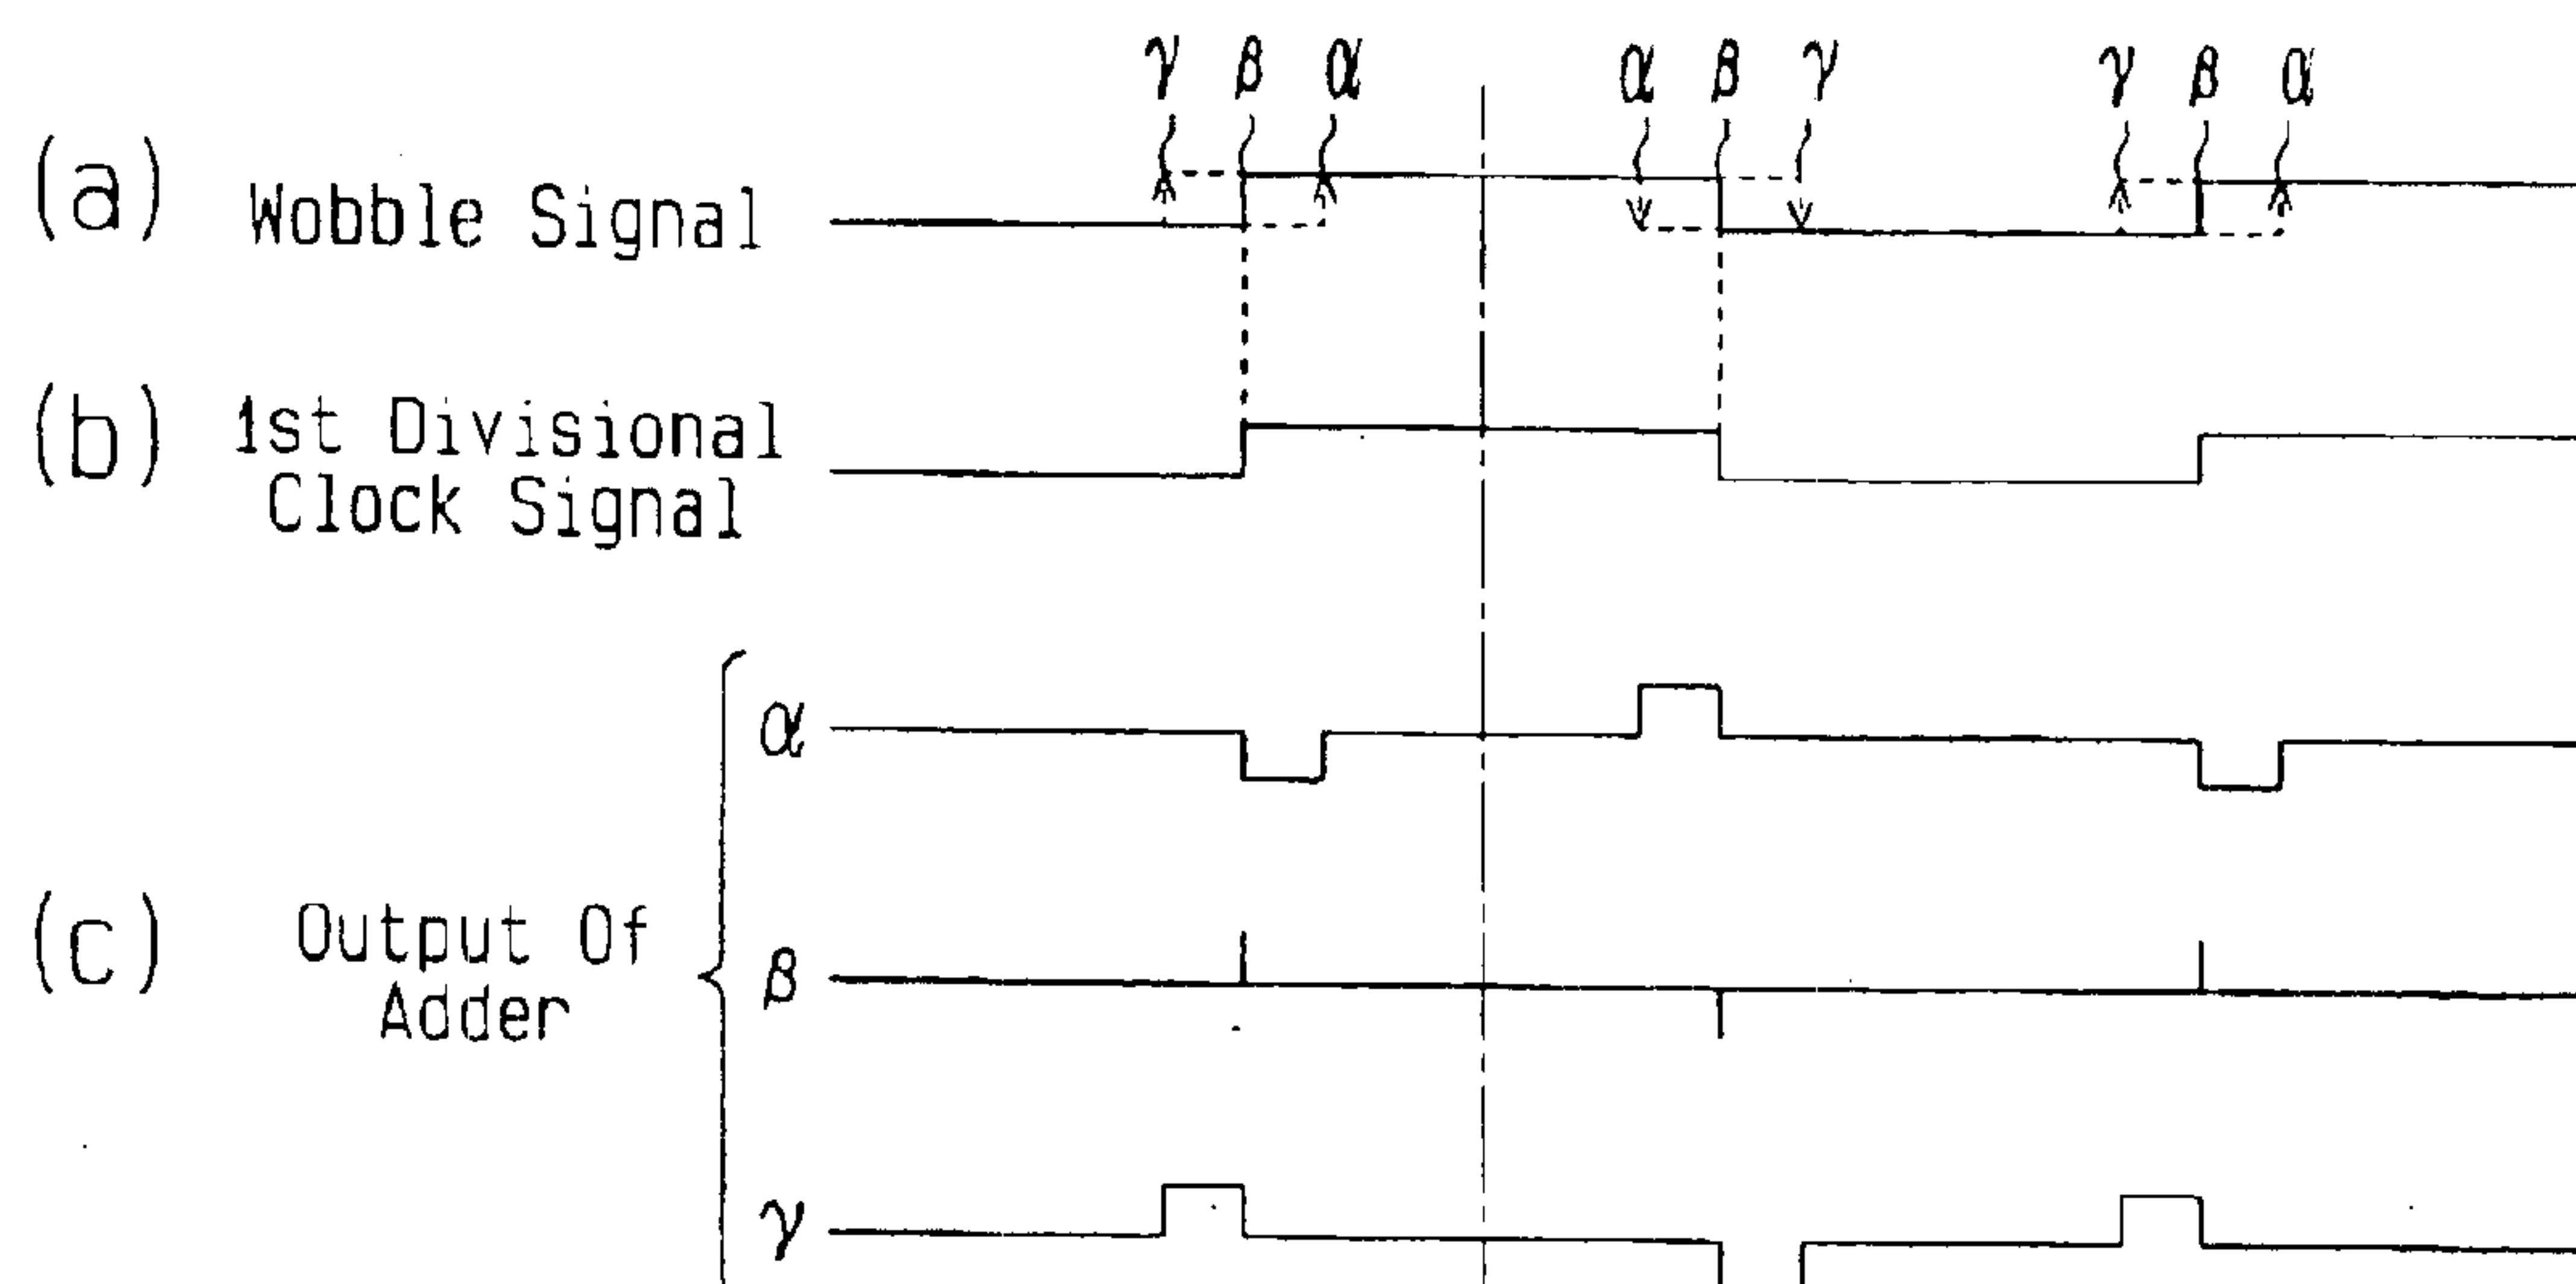 γ β α α β γ γ β α
(a) Wobble Signal
(b) 1st Divisional
Clock Signal
α
(c) Output Of
Adder
β
γ